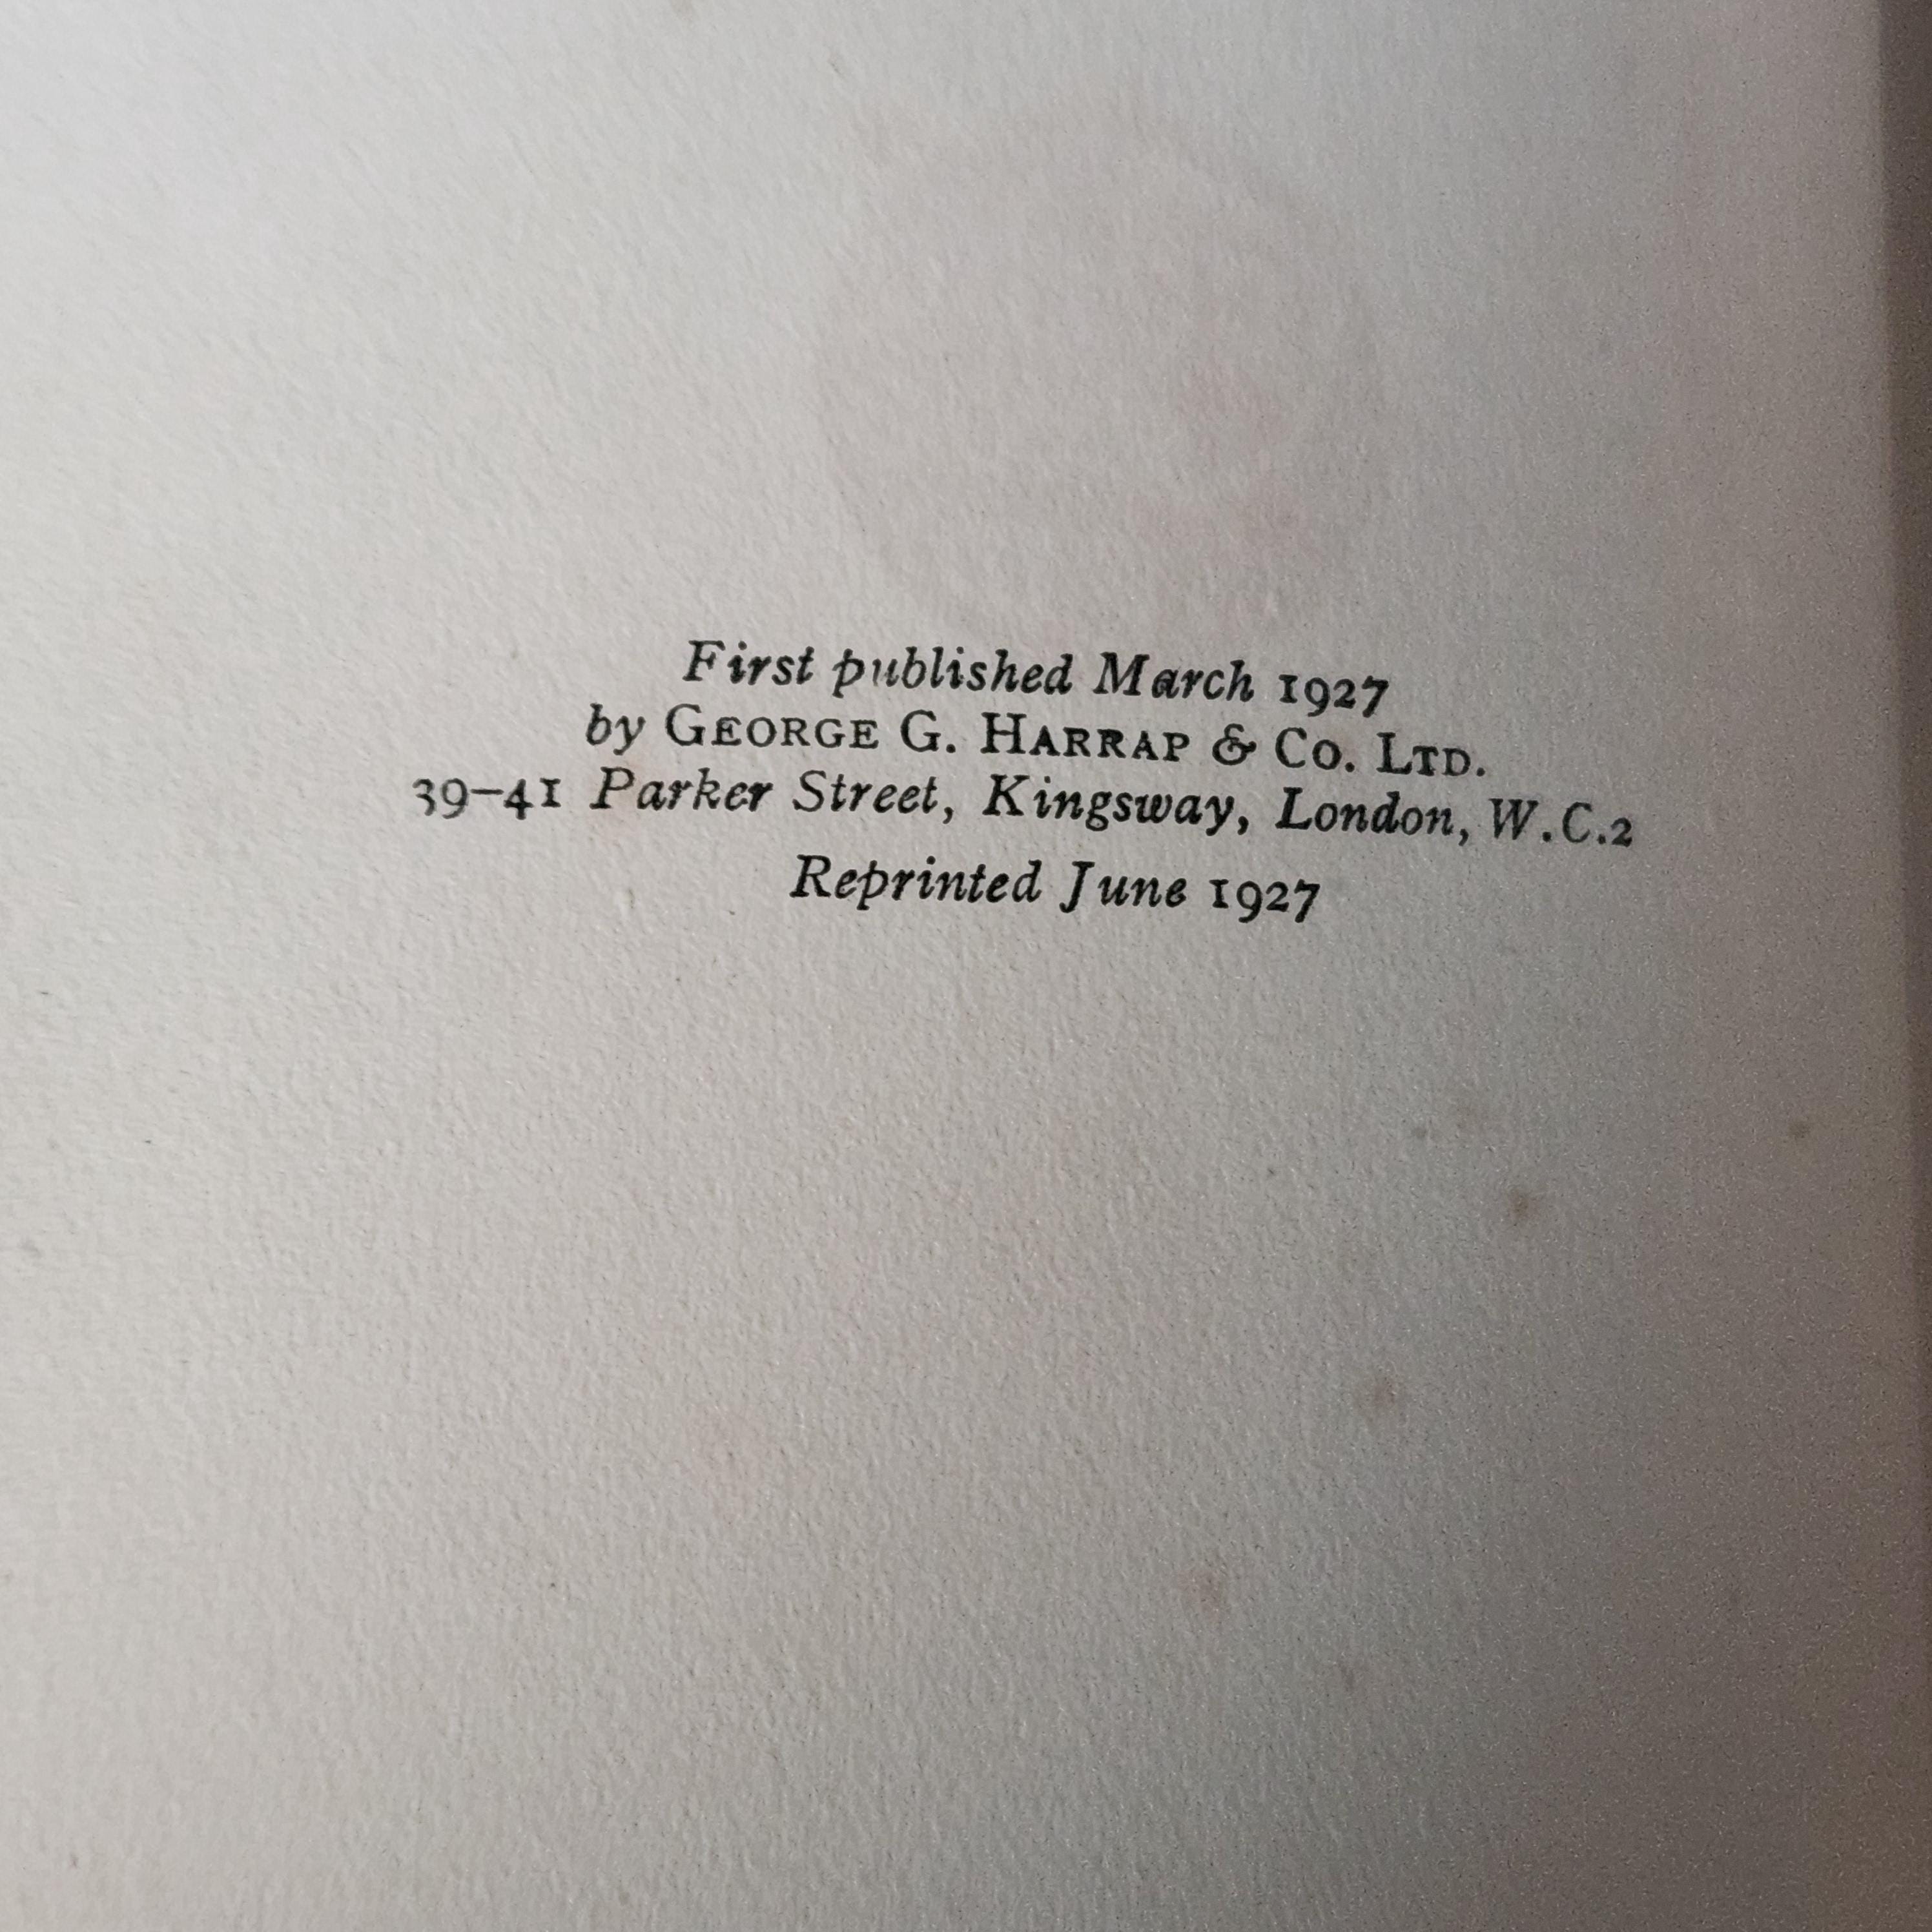 First published March 1927
by GEORGE G. HARRAP & CO. LTD.
39–41 Parker Street, Kingsway, London, W.C.2
Reprinted June 1927